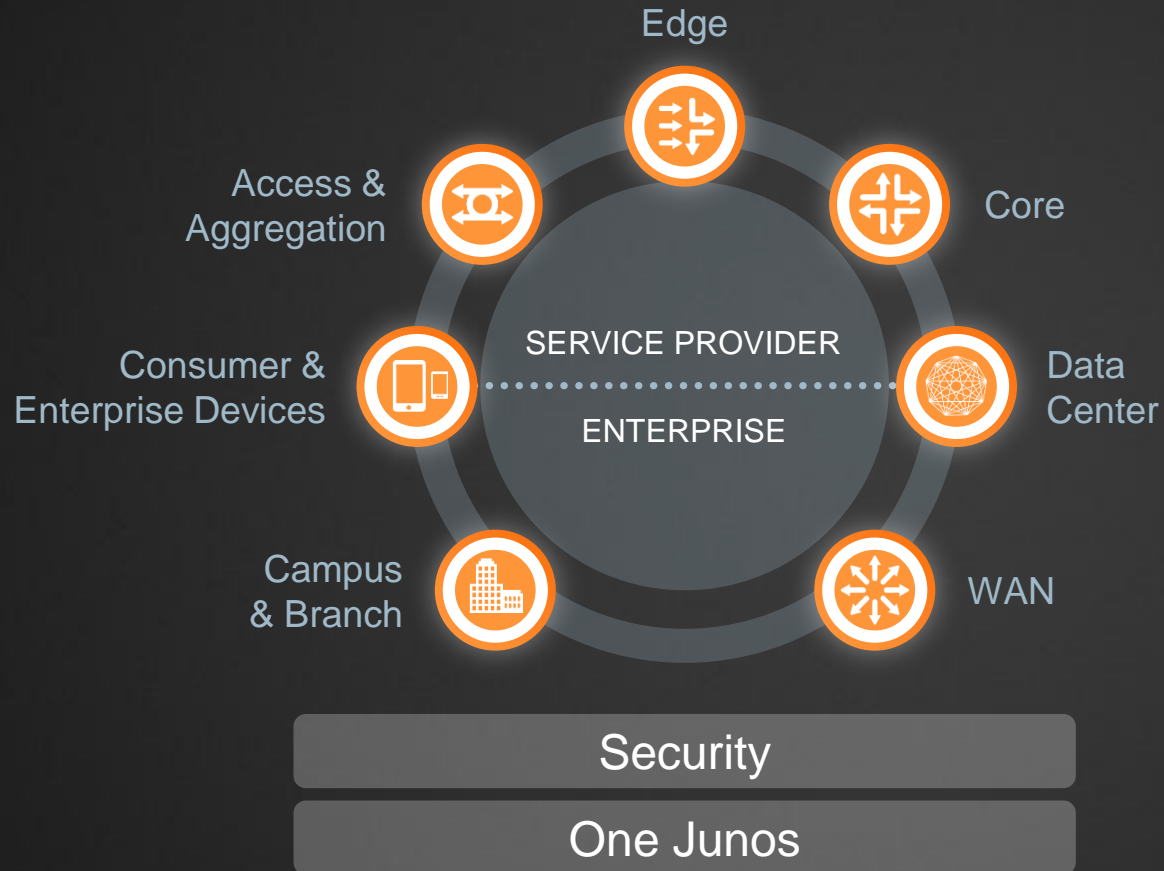 Edge
Access &
Aggregation
Core
Consumer &
Enterprise Devices
SERVICE PROVIDER
ENTERPRISE
Data
Center
Campus
& Branch
WAN
Security
One Junos